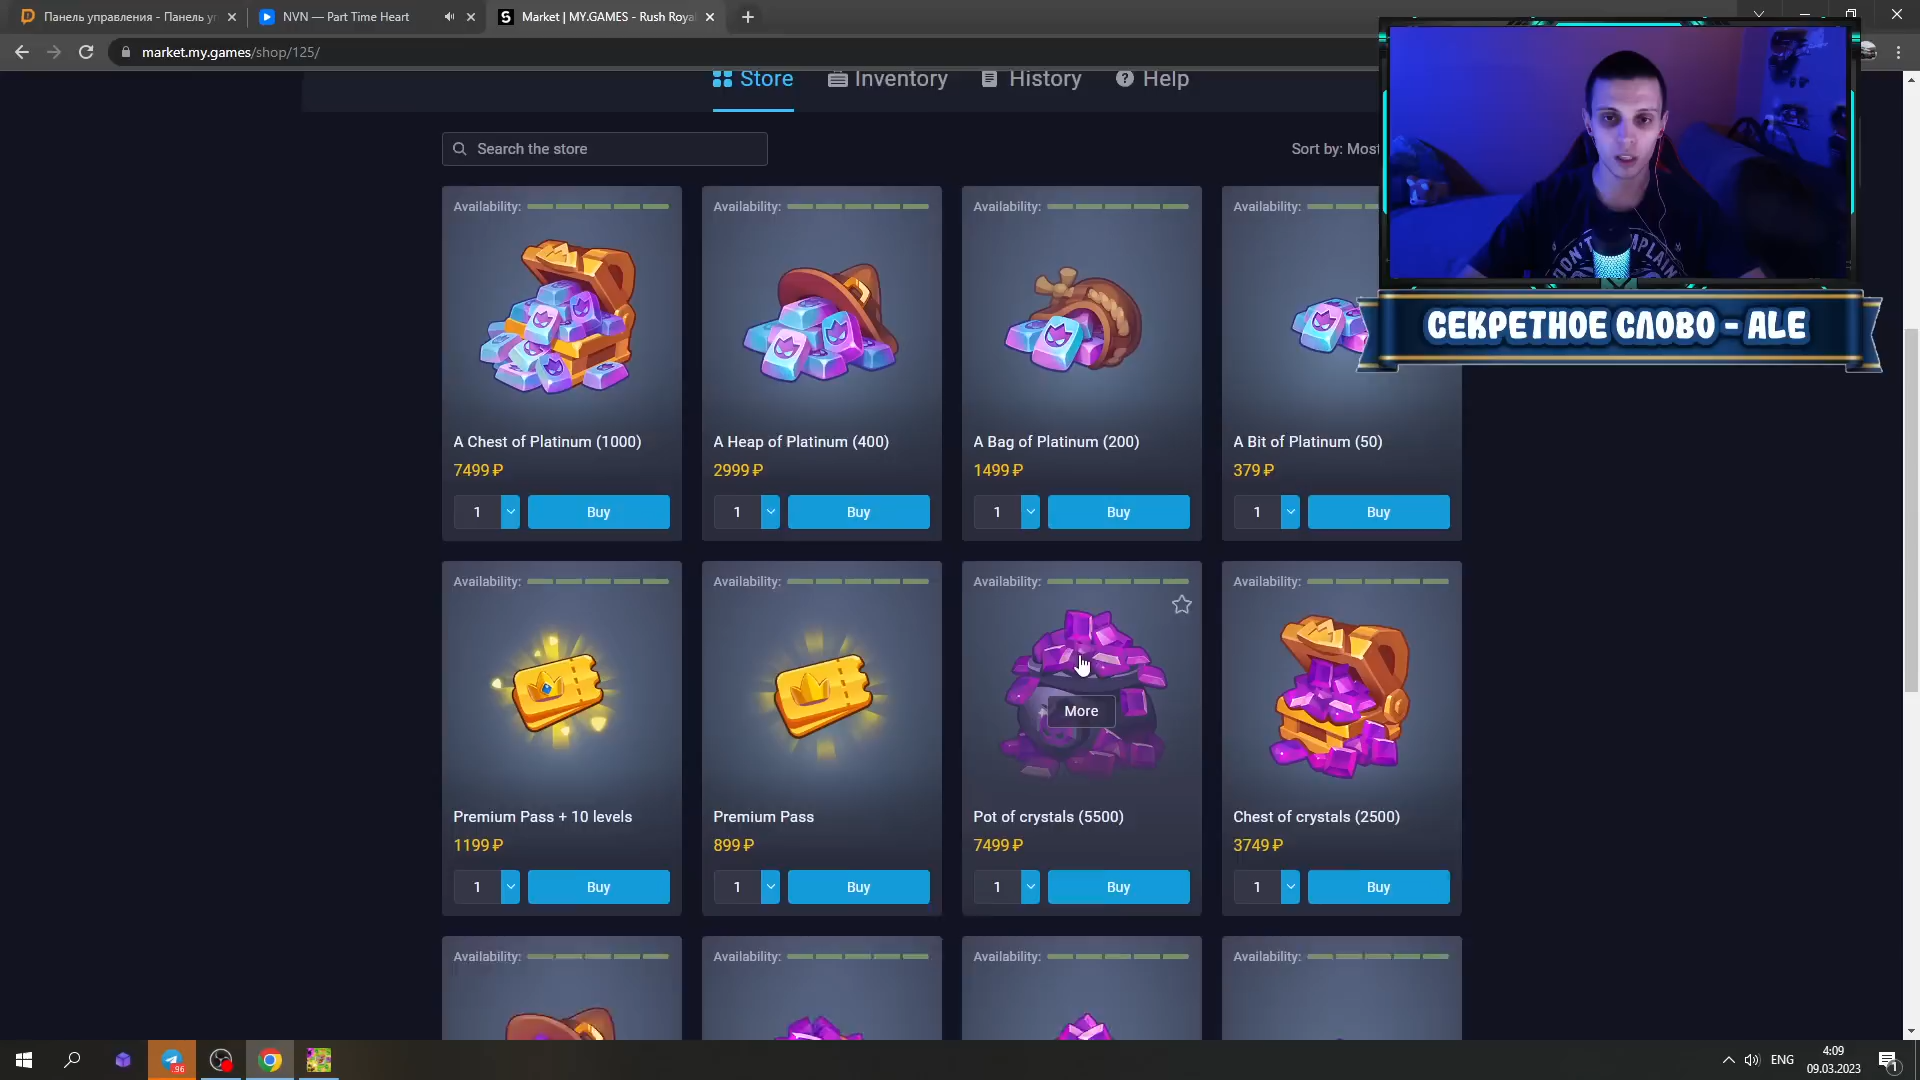 Панель управления - Панель уг
NVN — Part Time Heart
Market | MY.GAMES - Rush Roya
market.my.games/shop/125/
Store
Inventory
History
Help
Search the store
Sort by: Most
СЕКРЕТНОЕ СЛОВО - ALE
Availability:
Availability:
Availability:
Availability:
A Chest of Platinum (1000)
A Heap of Platinum (400)
A Bag of Platinum (200)
A Bit of Platinum (50)
7499 ₽
2999 ₽
1499 ₽
379 ₽
1
Buy
1
Buy
1
Buy
1
Buy
Availability:
Availability:
Availability:
Availability:
More
Premium Pass + 10 levels
Premium Pass
Pot of crystals (5500)
Chest of crystals (2500)
1199 ₽
899 ₽
7499 ₽
3749 ₽
1
Buy
1
Buy
1
Buy
1
Buy
Availability:
Availability:
Availability:
Availability:
96
ENG
4:09
09.03.2023
1